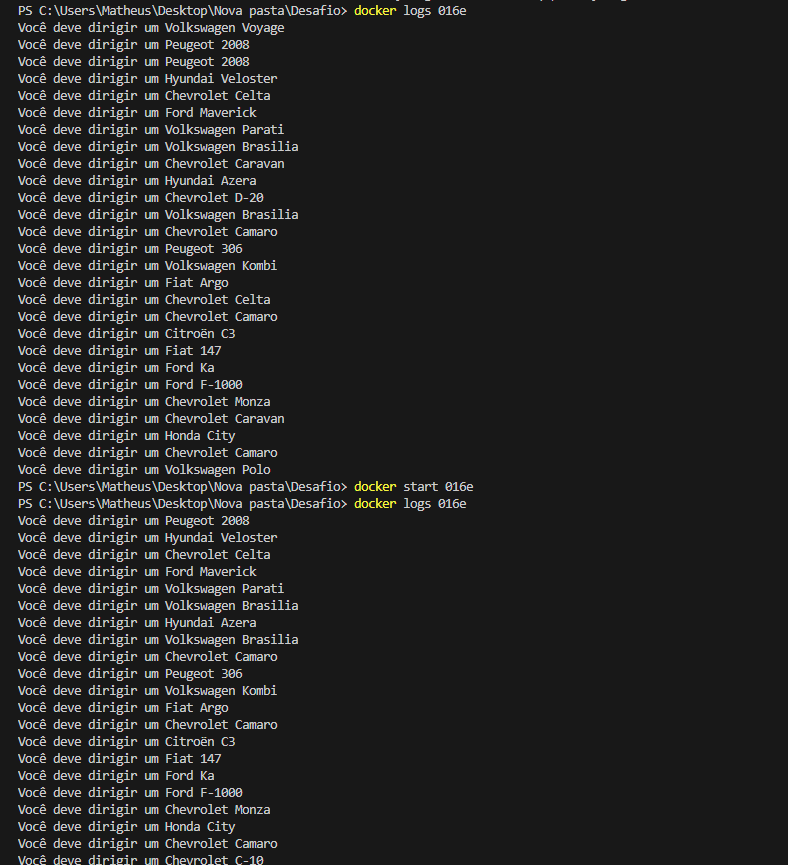 PS C:\Users\Matheus\Desktop\Nova pasta\Desafio> docker logs 016e
Você deve dirigir um Volkswagen Voyage
Você deve dirigir um Peugeot 2008
Você deve dirigir um Peugeot 2008
Você deve dirigir um Hyundai Veloster
Você deve dirigir um Chevrolet Celta
Você deve dirigir um Ford Maverick
Você deve dirigir um Volkswagen Parati
Você deve dirigir um Volkswagen Brasilia
Você deve dirigir um Chevrolet Caravan
Você deve dirigir um Hyundai Azera
Você deve dirigir um Chevrolet D-20
Você deve dirigir um Volkswagen Brasilia
Você deve dirigir um Chevrolet Camaro
Você deve dirigir um Peugeot 306
Você deve dirigir um Volkswagen Kombi
Você deve dirigir um Fiat Argo
Você deve dirigir um Chevrolet Celta
Você deve dirigir um Chevrolet Camaro
Você deve dirigir um Citroën C3
Você deve dirigir um Fiat 147
Você deve dirigir um Ford Ka
Você deve dirigir um Ford F-1000
Você deve dirigir um Chevrolet Monza
Você deve dirigir um Chevrolet Caravan
Você deve dirigir um Honda City
Você deve dirigir um Chevrolet Camaro
Você deve dirigir um Volkswagen Polo
PS C:\Users\Matheus\Desktop\Nova pasta\Desafio> docker start 016e
PS C:\Users\Matheus\Desktop\Nova pasta\Desafio> docker logs 016e
Você deve dirigir um Peugeot 2008
Você deve dirigir um Hyundai Veloster
Você deve dirigir um Chevrolet Celta
Você deve dirigir um Ford Maverick
Você deve dirigir um Volkswagen Parati
Você deve dirigir um Volkswagen Brasilia
Você deve dirigir um Hyundai Azera
Você deve dirigir um Volkswagen Brasilia
Você deve dirigir um Chevrolet Camaro
Você deve dirigir um Peugeot 306
Você deve dirigir um Volkswagen Kombi
Você deve dirigir um Fiat Argo
Você deve dirigir um Chevrolet Camaro
Você deve dirigir um Citroën C3
Você deve dirigir um Fiat 147
Você deve dirigir um Ford Ka
Você deve dirigir um Ford F-1000
Você deve dirigir um Chevrolet Monza
Você deve dirigir um Honda City
Você deve dirigir um Chevrolet Camaro
Você deve dirigir um Chevrolet C-10